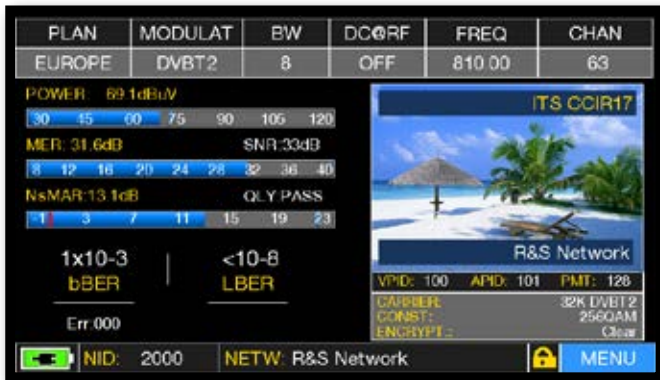 PLAN MODULAT BW DC@RF FREQ CHAN
EUROPE DVBT2 8 OFF 810.00 63
POWER: 69.1dBuV
30 45 60 75 90 105 120
MER: 31.6dB SNR:33dB
8 12 16 20 24 28 32 36 40
NsMAR:13.1dB QLY PASS
-1 3 7 11 15 19 23
1x10-3 <10-8
bBER LBER
Err:000
ITS CCIR17
R&S Network
VPID: 100 APID: 101 PMT: 128
CARRIER: 32K DVBT2
CONST: 256QAM
ENCRYPT.: Clear
NID: 2000 NETW: R&S Network MENU